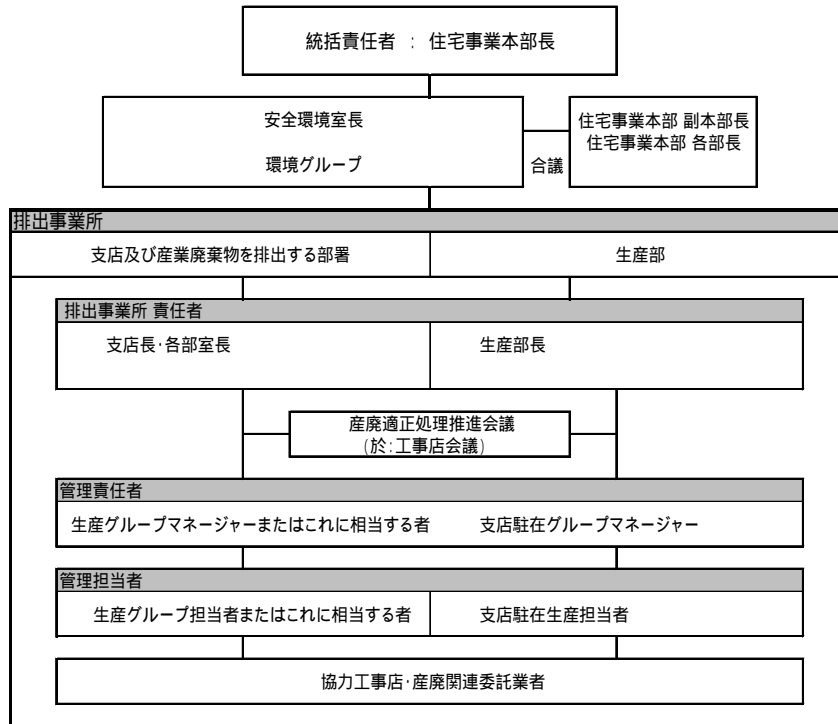 統括責任者 : 住宅事業本部長
安全環境室長
環境グループ
合議
住宅事業本部 副本部長
住宅事業本部 各部長
排出事業所
支店及び産業廃棄物を排出する部署
生産部
排出事業所 責任者
支店長・各部室長
生産部長
産廃適正処理推進会議
(於:工事店会議)
管理責任者
生産グループマネージャーまたはこれに相当する者
支店駐在グループマネージャー
管理担当者
生産グループ担当者またはこれに相当する者
支店駐在生産担当者
協力工事店・産廃関連委託業者